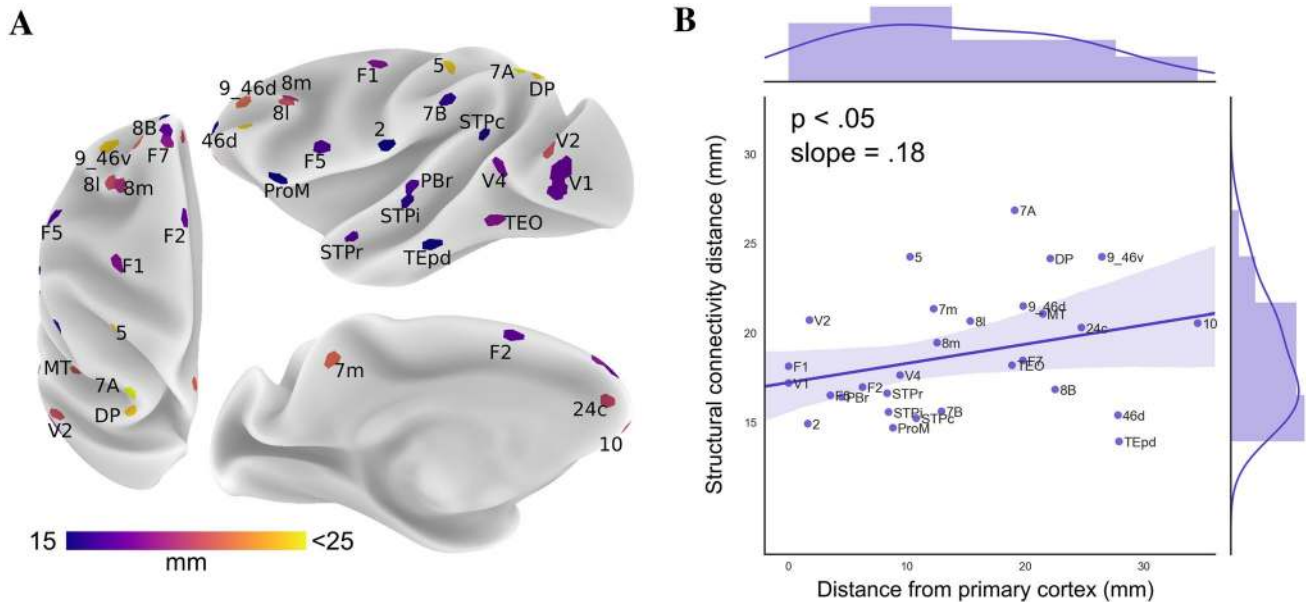 A
8B
9_46v
F7
8l
8m
F5
F2
F1
5
MT
7A
DP
V2
9_46d
8m
8l
46d
F1
5
7A
DP
7B
F5
2
STPc
V2
ProM
PBr
V4
V1
STPi
TEO
STPr
TEpd
F2
7m
24c
10
15
<25
mm
B
p < .05
slope = .18
Structural connectivity distance (mm)
30
25
20
15
7A
5
DP
9_46v
7m
9_46d
MT
V2
8l
24c
10
8m
F1
F7
TEO
V4
V1
F2
8B
F5
PBr
STPr
STPi
7B
STPc
46d
2
ProM
TEpd
0
10
20
30
Distance from primary cortex (mm)